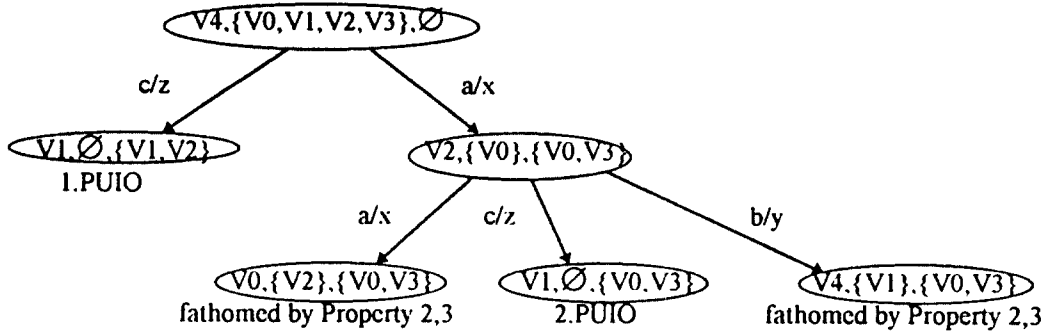 V4,{V0,V1,V2,V3},∅
c/z
a/x
V1,∅,{V1,V2}
1.PUIO
V2,{V0},{V0,V3}
a/x
c/z
b/y
V0,{V2},{V0,V3}
fathomed by Property 2,3
V1,∅,{V0,V3}
2.PUIO
V4,{V1},{V0,V3}
fathomed by Property 2,3